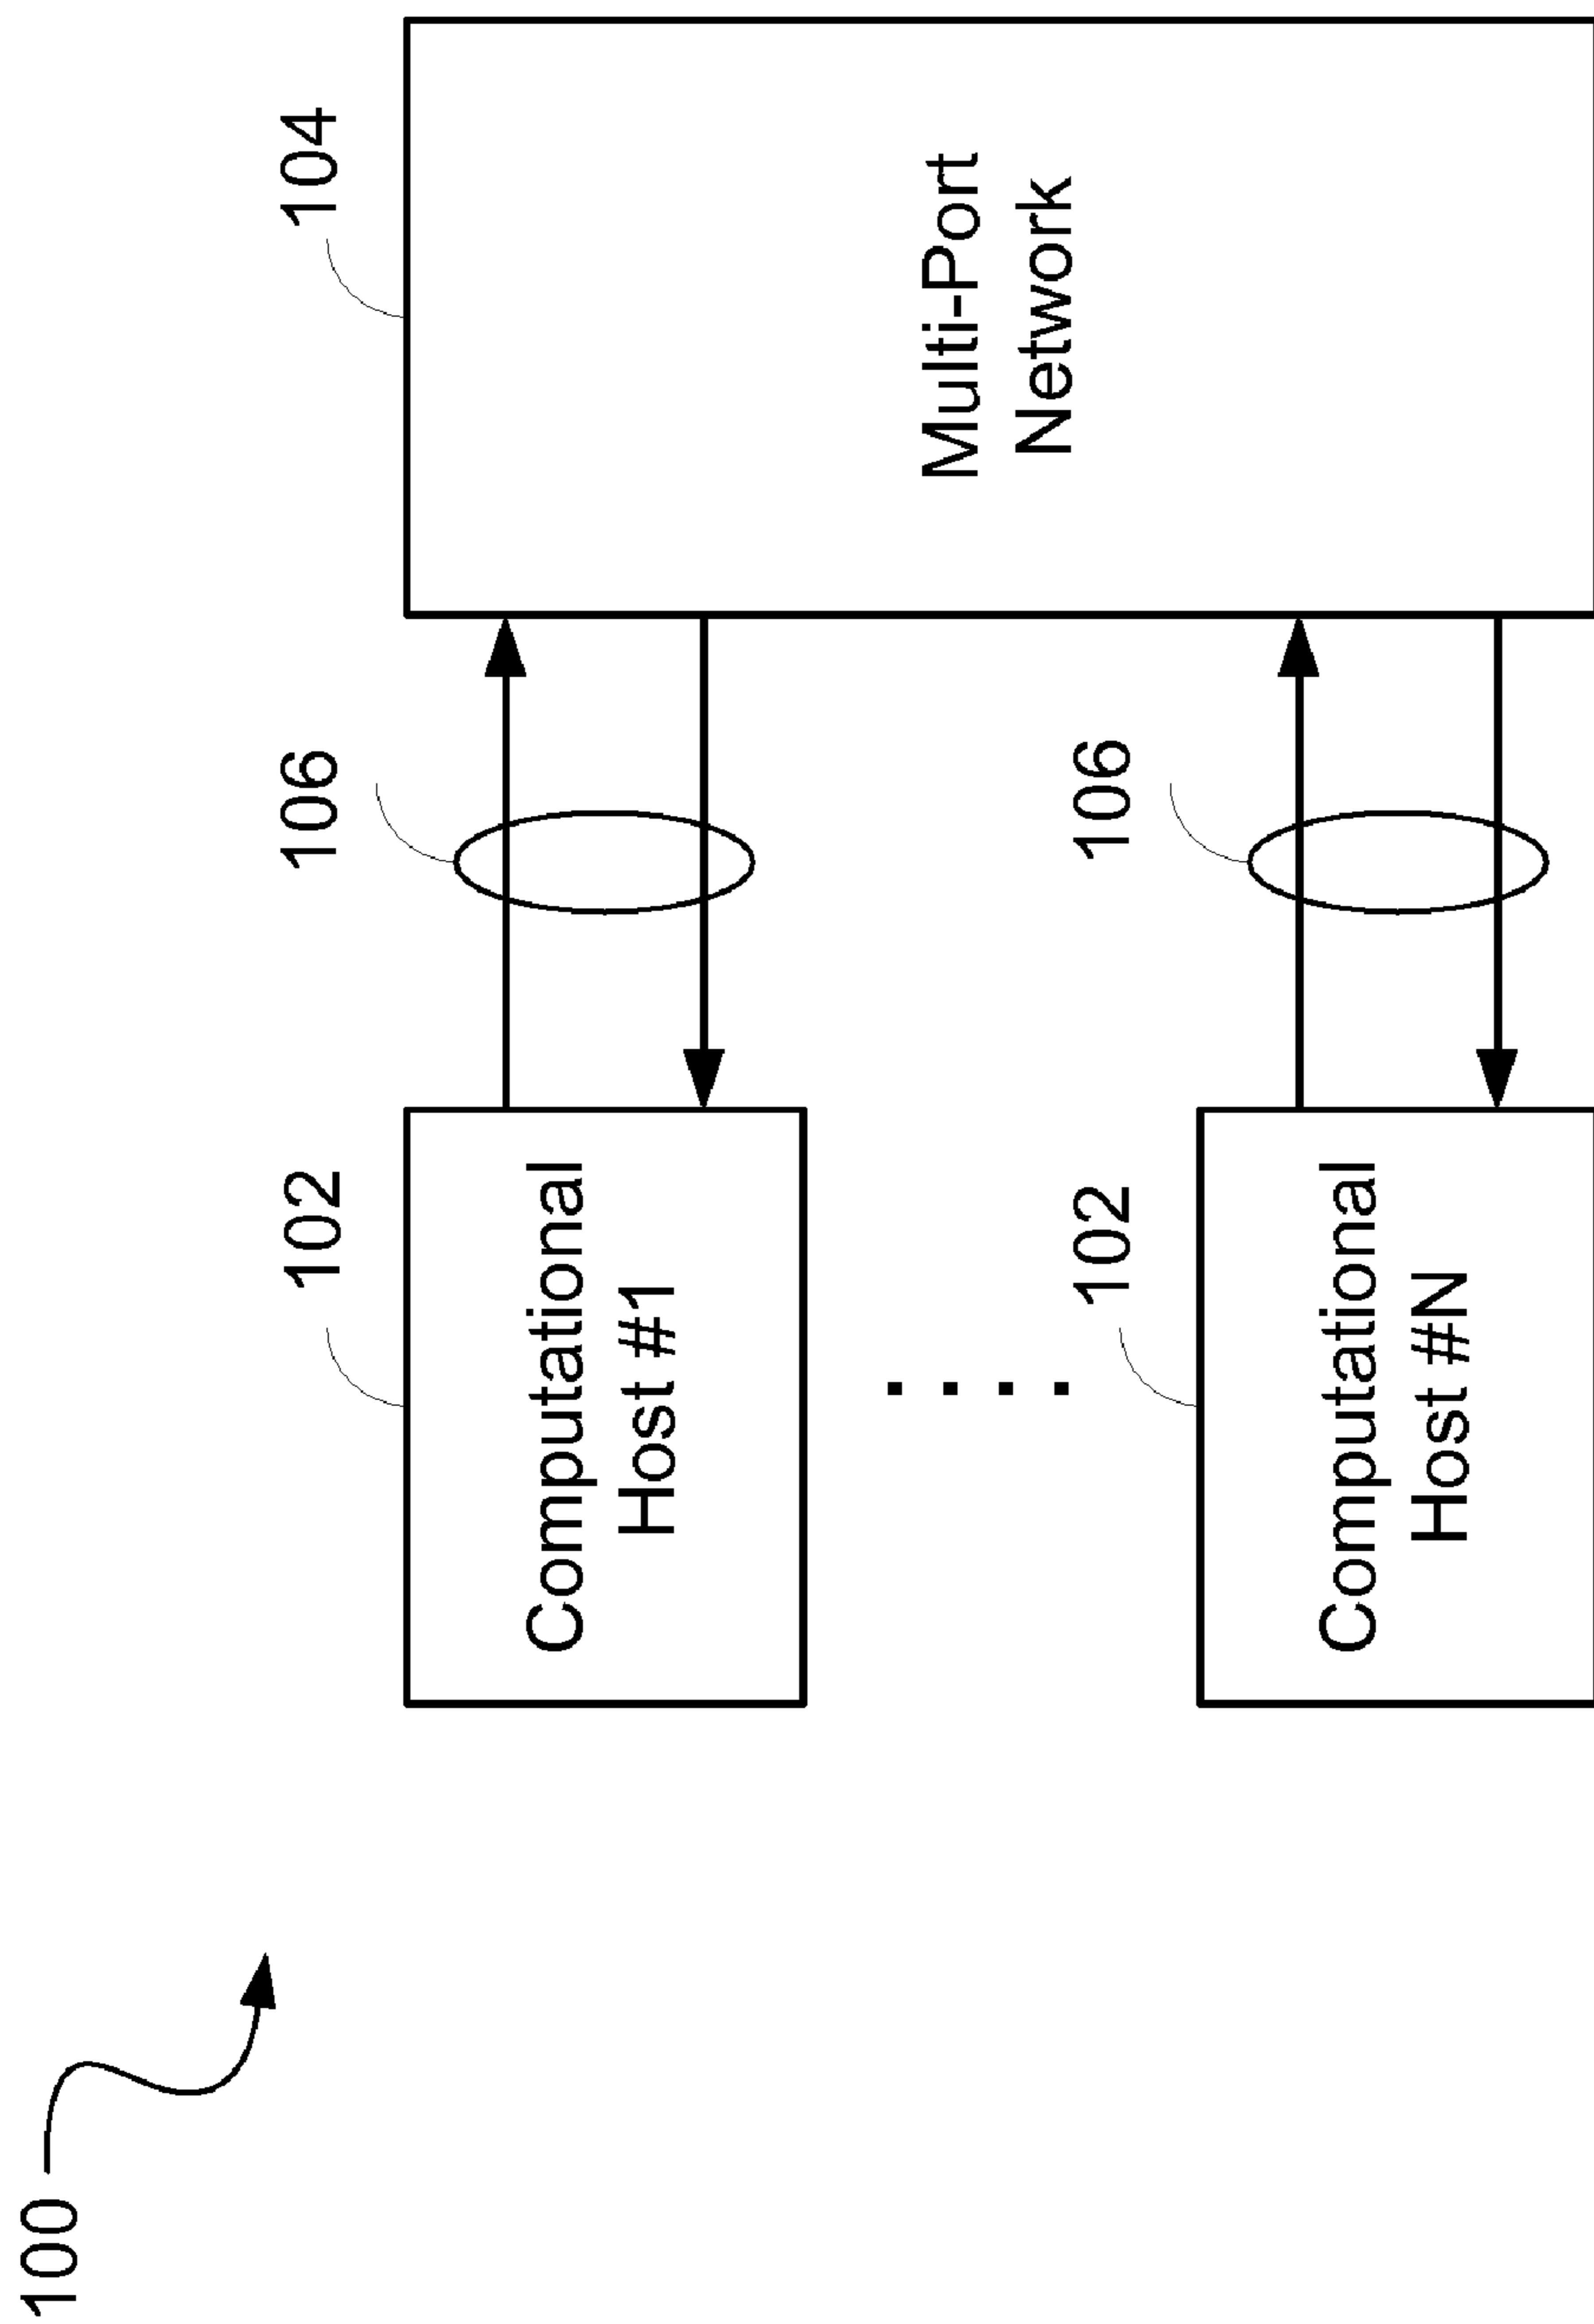 100
102
Computational
Host #1
106
104
Multi-Port
Network
102
Computational
Host #N
106